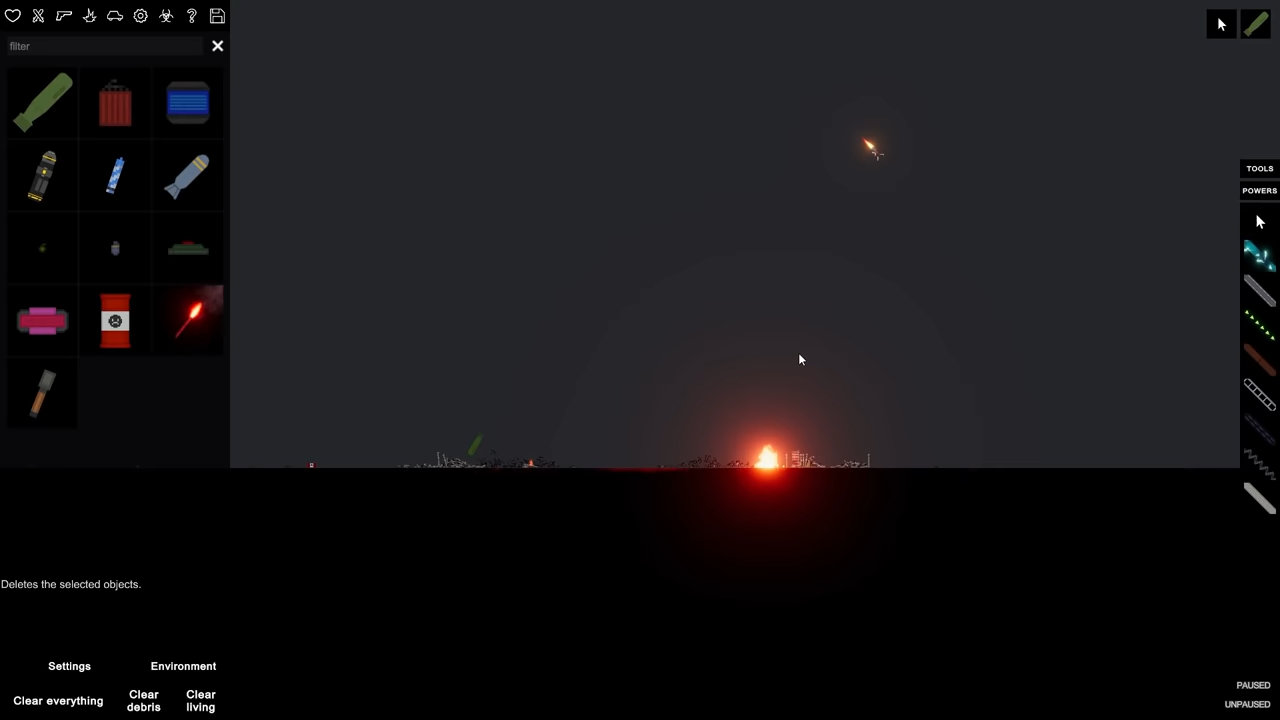 filter
TOOLS
POWERS
Deletes the selected objects.
Settings
Environment
Clear everything
Clear
debris
Clear
living
PAUSED
UNPAUSED